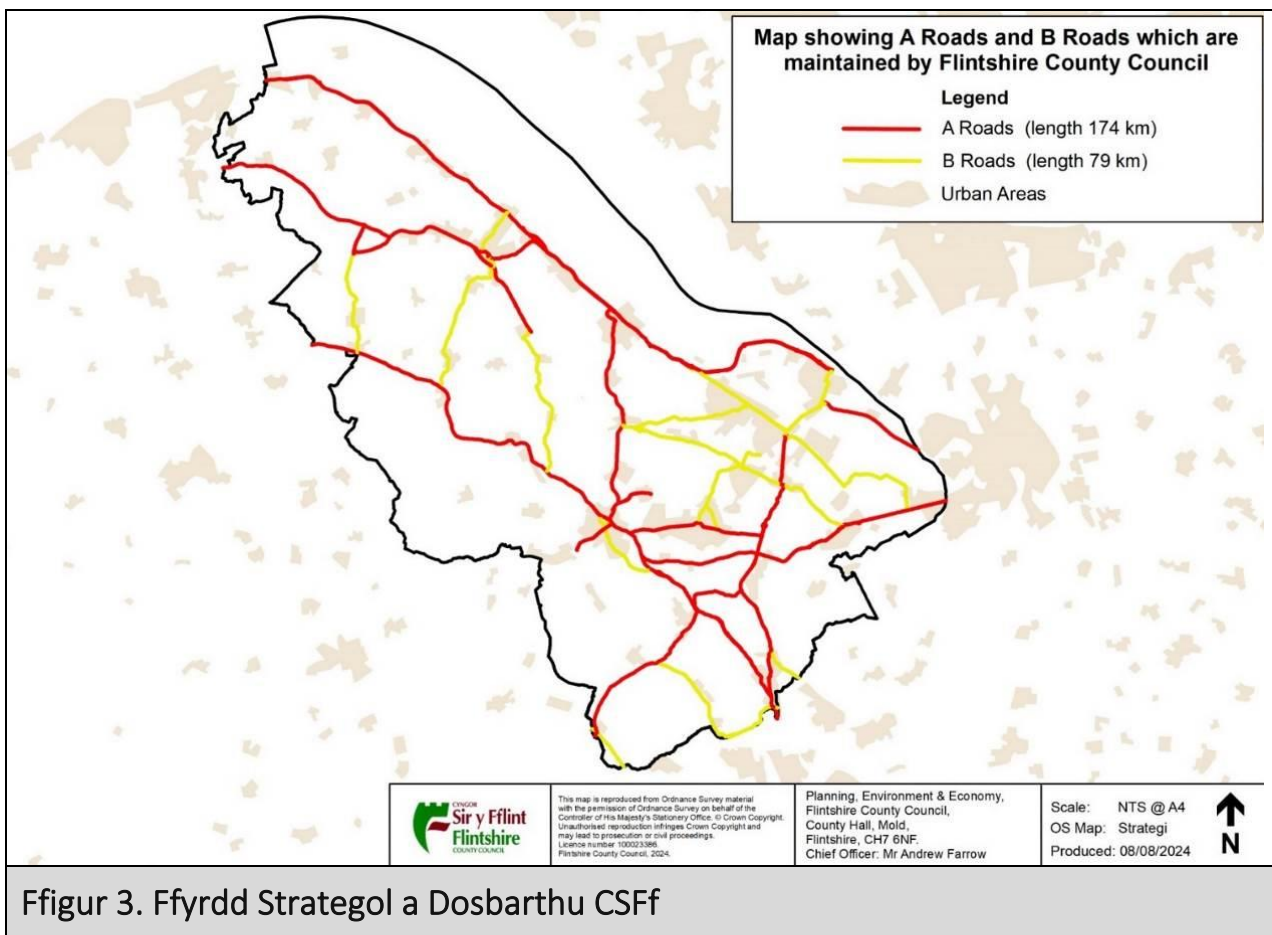 Map showing A Roads and B Roads which are
maintained by Flintshire County Council
Legend
A Roads (length 174 km)
B Roads (length 79 km)
Urban Areas
CYNGOR
Sir y Fflint
Flintshire
COUNTY COUNCIL
This map is reproduced from Ordnance Survey material
with the permission of Ordnance Survey on behalf of the
Controller of His Majesty's Stationery Office. © Crown Copyright.
Unauthorised reproduction infringes Crown Copyright and
may lead to prosecution or civil proceedings.
Licence number 100023386.
Flintshire County Council, 2024.
Planning, Environment & Economy,
Flintshire County Council,
County Hall, Mold,
Flintshire, CH7 6NF.
Chief Officer: Mr Andrew Farrow
Scale: NTS @ A4
OS Map: Strategi
Produced: 08/08/2024
N
Ffigur 3. Ffyrdd Strategol a Dosbarthu CSFf